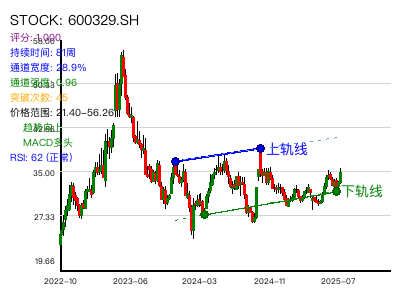 STOCK: 600329.SH
评分: 1.000
持续时间: 81周
通道宽度: 28.9%
通道强度: 0.96
突破次数: 45
价格范围: 21.40-56.26
趋势向上
MACD多头
RSI: 62 (正常)
上轨线
下轨线
35.00
27.33
19.66
2022-10
2023-06
2024-03
2024-11
2025-07